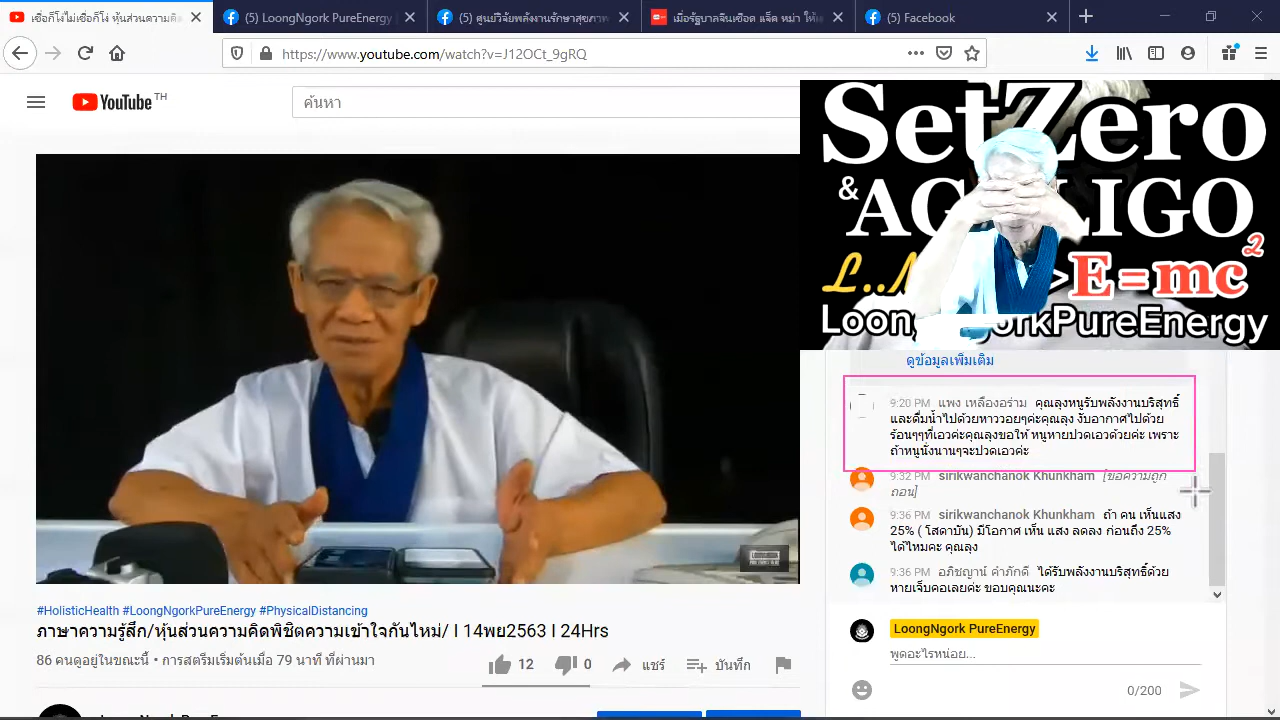 เชื่อก็โง่ไม่เชื่อก็โง่ หุ้นส่วนความคิด
(5) LoongNgork PureEnergy
(5) ศูนย์วิจัยพลังงานรักษาสุขภาพ
เมื่อรัฐบาลจีนเชือด แจ็ค หม่า ให้
(5) Facebook
https://www.youtube.com/watch?v=J12OCt_9gRQ
YouTube TH
ค้นหา
SetZero
&
E=mc2
PureEnergy
ดูข้อมูลเพิ่มเติม
9:20 PM แพง เหลืองอร่าม คุณลุงหนูรับพลังงานบริสุทธิ์
และดื่มน้ำไปด้วยหาววอยๆค่ะคุณลุง งับอากาศไปด้วย
ร้อนๆๆที่เอวค่ะคุณลุงขอให้ หนูหายปวดเอวด้วยค่ะ เพราะ
ถ้าหนูนั่งนานๆจะปวดเอวค่ะ
9:32 PM sirikwanchanok Khunkham [ข้อความถูก
ถอน]
9:36 PM sirikwanchanok Khunkham ถ้า คน เห็นแสง
25% ( โสดาบัน) มีโอกาศ เห็น แสง ลดลง ก่อนถึง 25%
ได้ไหมคะ คุณลุง
9:36 PM อภิชญาน์ คำภักดี ได้รับพลังงานบริสุทธิ์ด้วย
หายเจ็บคอเลยค่ะ ขอบคุณนะคะ
LoongNgork PureEnergy
พูดอะไรหน่อย...
0/200
#HolisticHealth #LoongNgorkPureEnergy #PhysicalDistancing
ภาษาความรู้สึก/หุ้นส่วนความคิดพิชิตความเข้าใจกันไหม่/ I 14พย2563 I 24Hrs
86 คนดูอยู่ในขณะนี้ • การสตรีมเริ่มต้นเมื่อ 79 นาที ที่ผ่านมา
12
0
แชร์
บันทึก